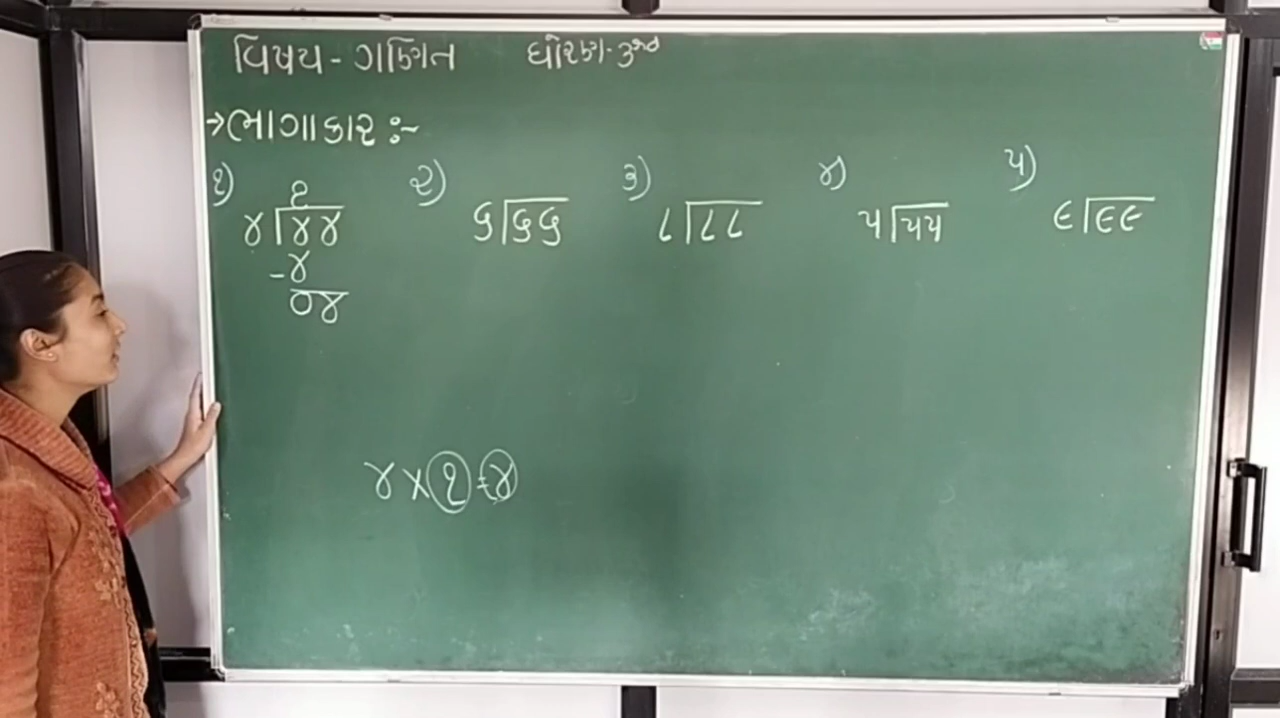 વિષય - ગણિત ધોરણ - ૩જી
→ ભાગાકાર :-
૧) ૨) ૩) ૪) ૫)
૧
૪ ૪૪ ૬ ૬૬ ૮ ૮૮ ૫ ૫૫ ૯ ૯૯
- ૪
૦૪
૪ × ૧ = ૪